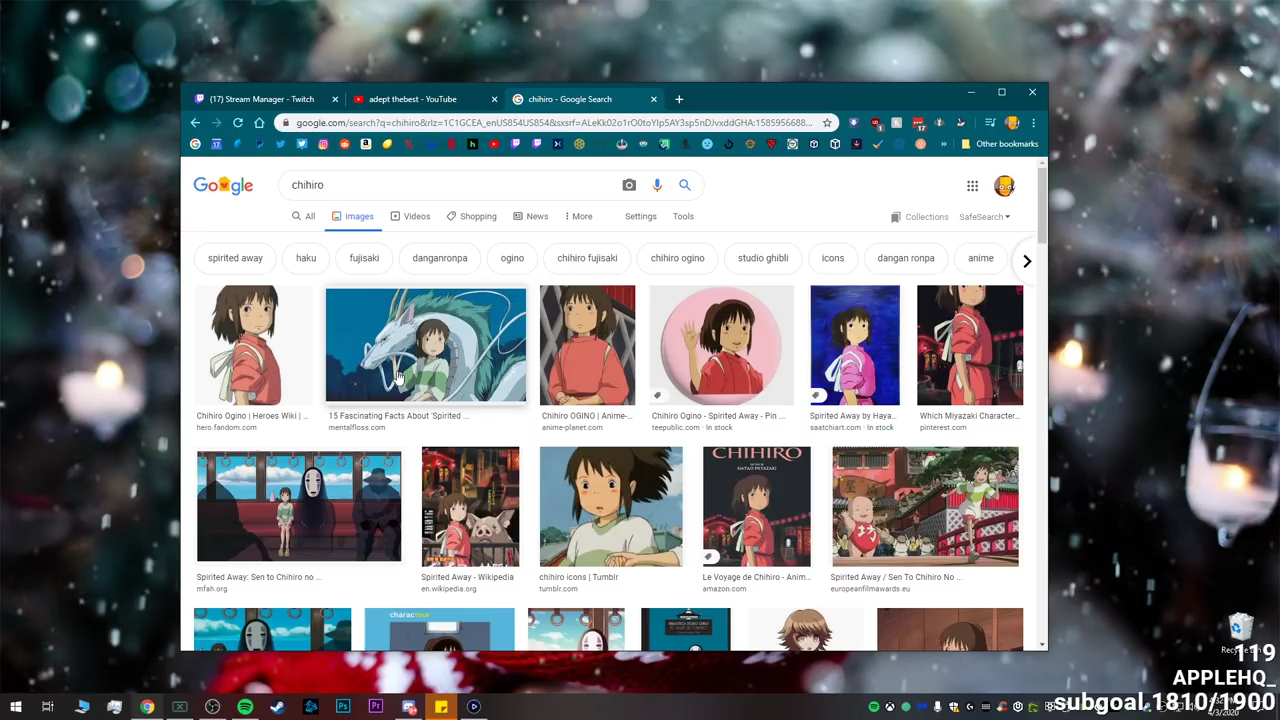 (17) Stream Manager - Twitch
adept thebest - YouTube
chihiro - Google Search
google.com/search?q=chihiro&rlz=1C1GCEA_enUS854US854&sxsrf=ALeKk02o1rO0toYIp5AY3sp5nDJvxddGHA:1585956688...
Other bookmarks
Google
chihiro
All
Images
Videos
Shopping
News
More
Settings
Tools
Collections
SafeSearch
spirited away
haku
fujisaki
danganronpa
ogino
chihiro fujisaki
chihiro ogino
studio ghibli
icons
dangan ronpa
anime
Chihiro Ogino | Heroes Wiki | ...
hero.fandom.com
15 Fascinating Facts About 'Spirited ...
mentalfloss.com
Chihiro OGINO | Anime-...
anime-planet.com
Chihiro Ogino - Spirited Away - Pin ...
teepublic.com · In stock
Spirited Away by Haya...
saatchiart.com · In stock
Which Miyazaki Character...
pinterest.com
CHIHIRO
Spirited Away: Sen to Chihiro no ...
mfah.org
Spirited Away - Wikipedia
en.wikipedia.org
chihiro icons | Tumblr
tumblr.com
Le Voyage de Chihiro - Anim...
amazon.com
Spirited Away / Sen To Chihiro No ...
europeanfilmawards.eu
charactour
119
APPLEHQ_
subgoal 1810/1900
4/3/2020